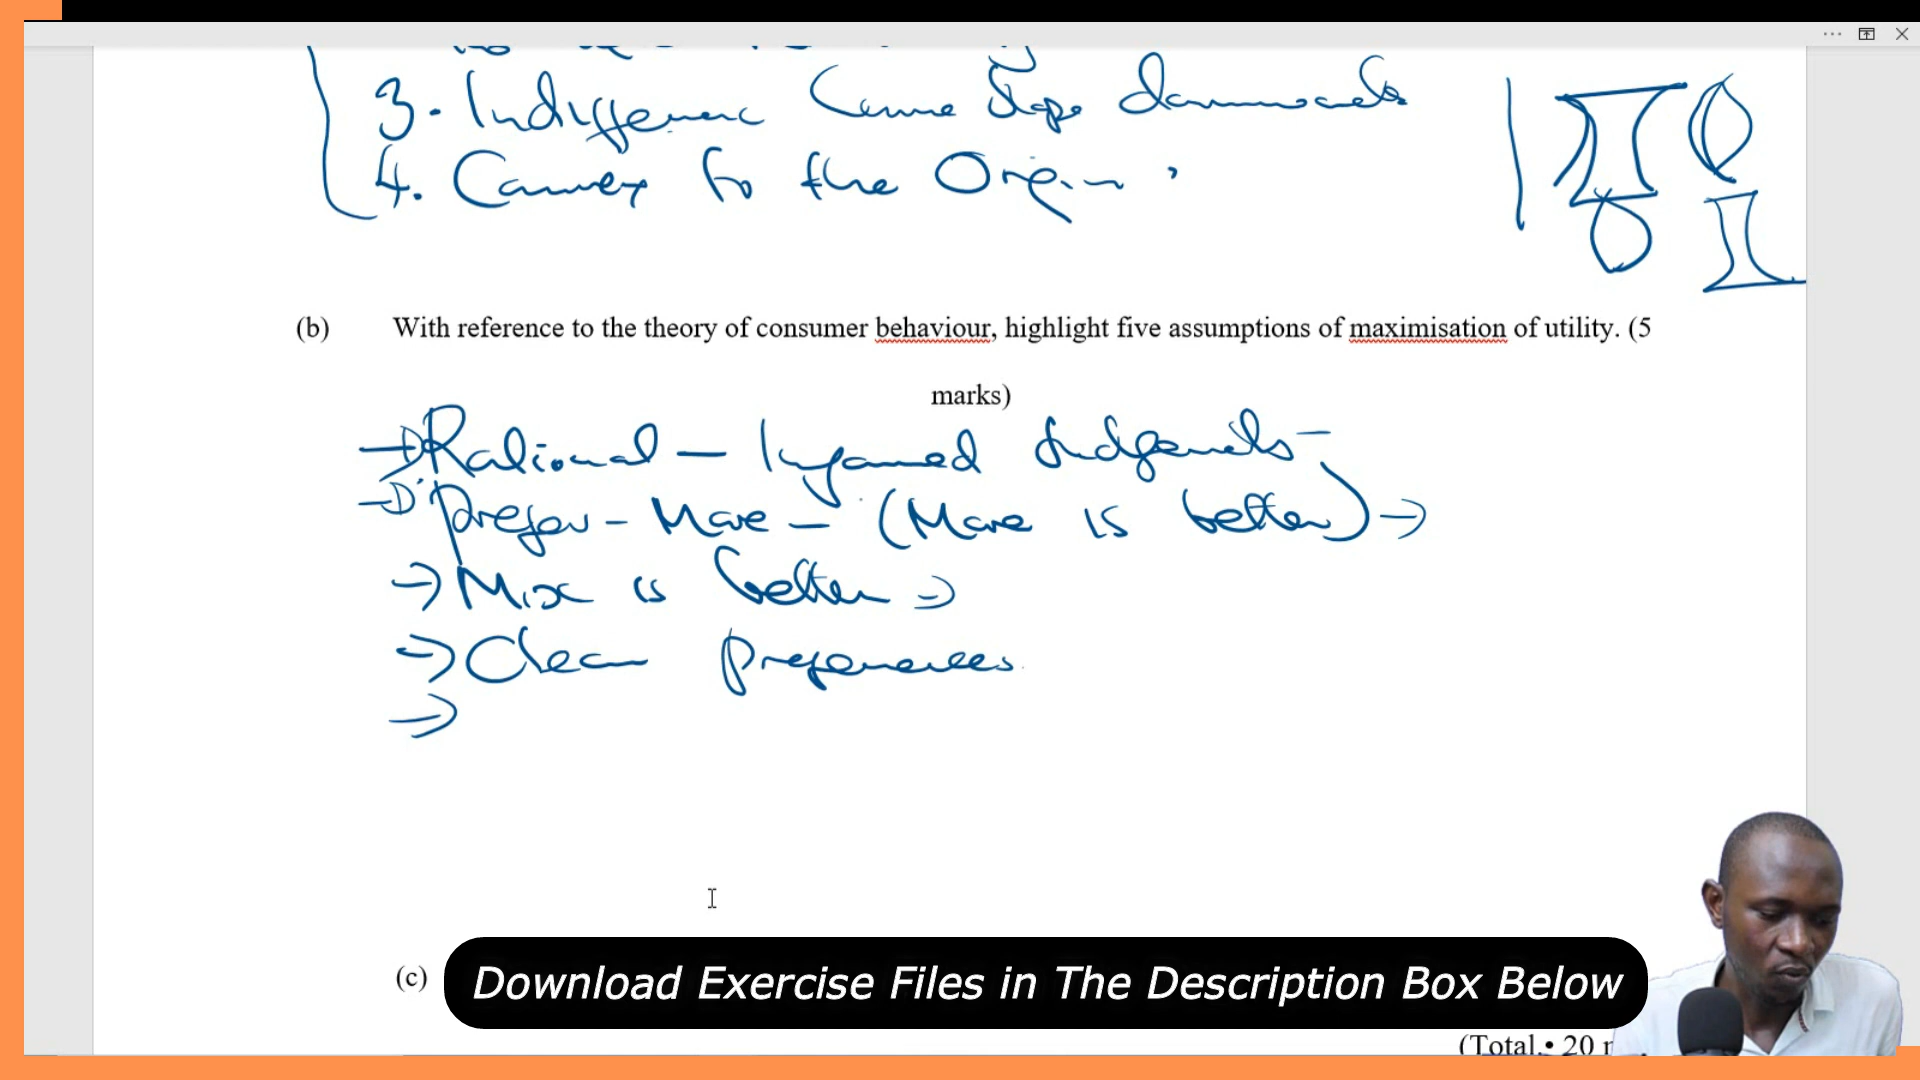 3. Indifference Curve Slope downwards
4. Convex to the Origin
(b) With reference to the theory of consumer behaviour, highlight five assumptions of maximisation of utility. (5
marks)
→ Rational – Informed Judgements –
→ Prefer – More – (More is better) →
→ Mix is better →
→ Clear preferences
→
(c)
Download Exercise Files in The Description Box Below
(Total: 20